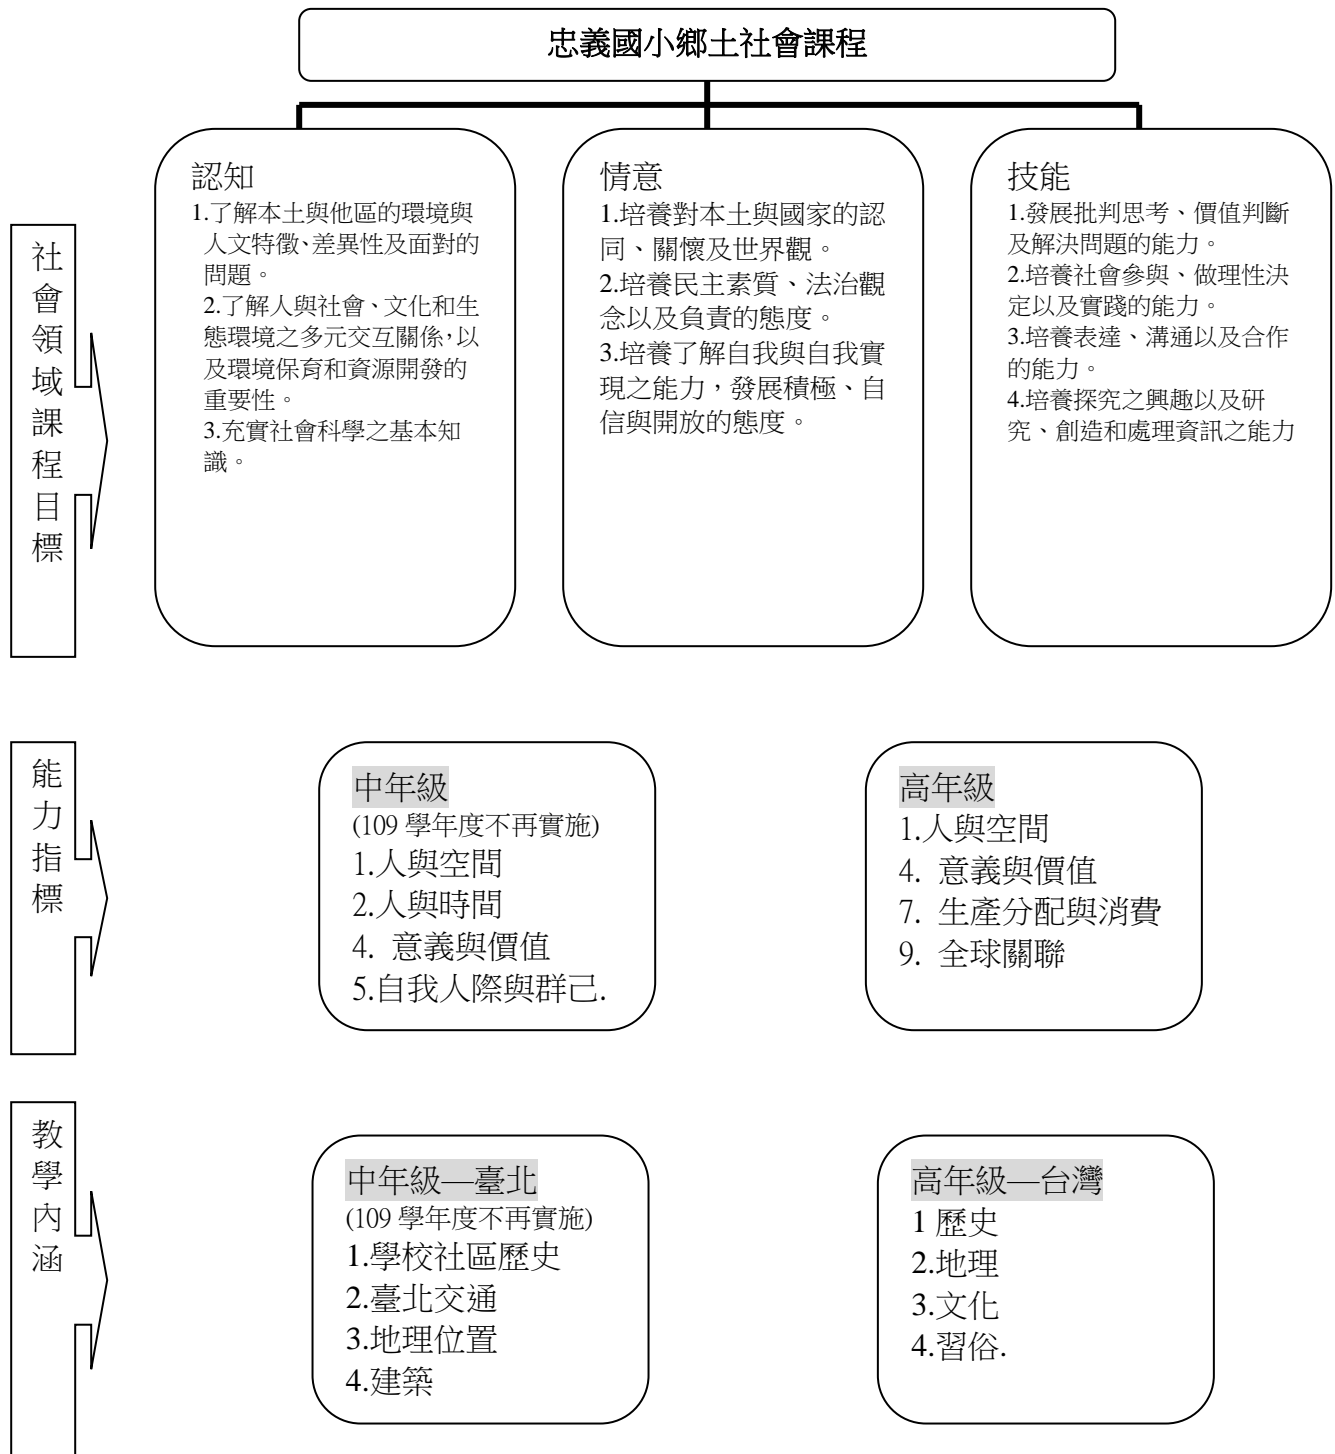 忠義國小鄉土社會課程
社會領域課程目標
認知
1.了解本土與他區的環境與
人文特徵、差異性及面對的
問題。
2.了解人與社會、文化和生
態環境之多元交互關係，以
及環境保育和資源開發的
重要性。
3.充實社會科學之基本知
識。
情意
1.培養對本土與國家的認
同、關懷及世界觀。
2.培養民主素質、法治觀
念以及負責的態度。
3.培養了解自我與自我實
現之能力，發展積極、自
信與開放的態度。
技能
1.發展批判思考、價值判斷
及解決問題的能力。
2.培養社會參與、做理性決
定以及實踐的能力。
3.培養表達、溝通以及合作
的能力。
4.培養探究之興趣以及研
究、創造和處理資訊之能力
能力指標
中年級
(109 學年度不再實施)
1.人與空間
2.人與時間
4. 意義與價值
5.自我人際與群己.
高年級
1.人與空間
4. 意義與價值
7. 生產分配與消費
9. 全球關聯
教學內涵
中年級—臺北
(109 學年度不再實施)
1.學校社區歷史
2.臺北交通
3.地理位置
4.建築
高年級—台灣
1 歷史
2.地理
3.文化
4.習俗.